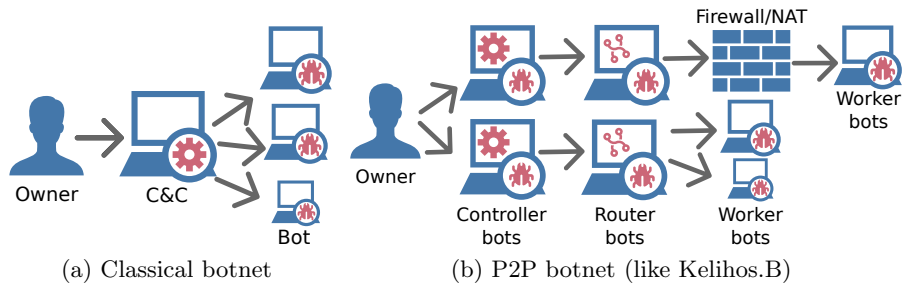 Owner
C&C
Bot
(a) Classical botnet
Owner
Controller
bots
Router
bots
Firewall/NAT
Worker
bots
Worker
bots
(b) P2P botnet (like Kelihos.B)